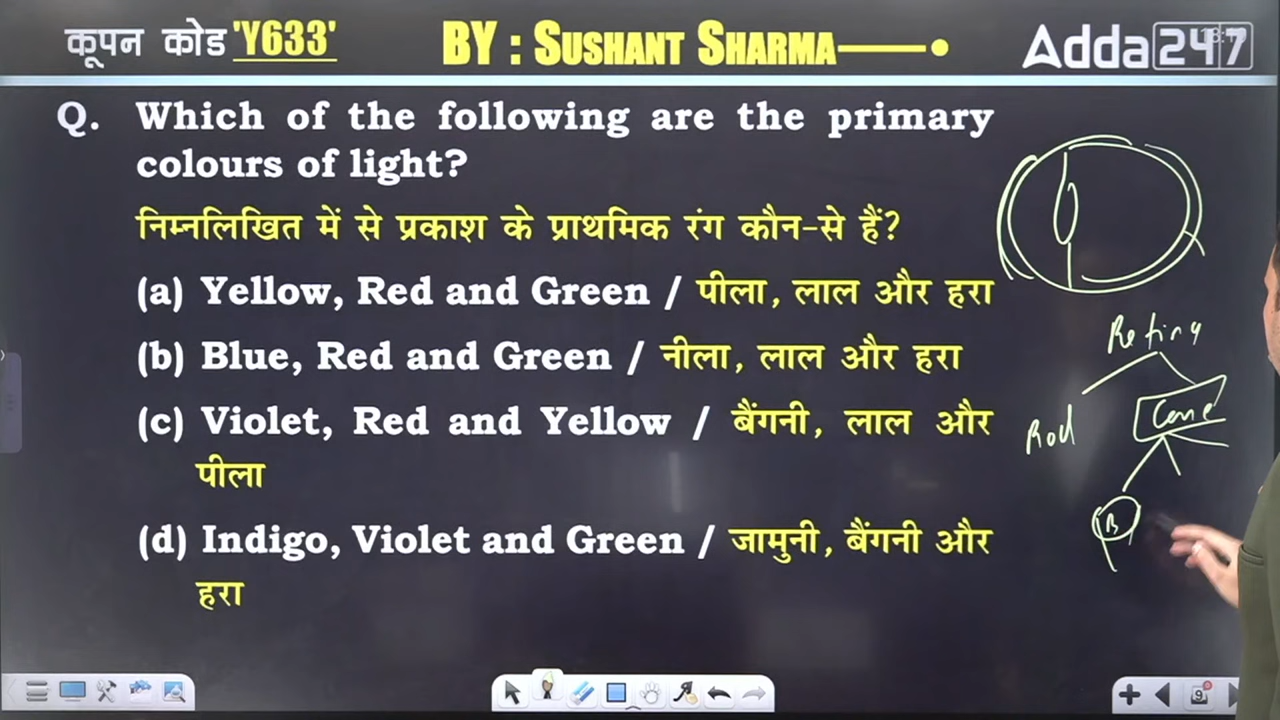 कूपन कोड 'Y633' BY : SUSHANT SHARMA Adda247
Q. Which of the following are the primary
colours of light?
निम्नलिखित में से प्रकाश के प्राथमिक रंग कौन-से हैं?
(a) Yellow, Red and Green / पीला, लाल और हरा
(b) Blue, Red and Green / नीला, लाल और हरा
(c) Violet, Red and Yellow / बैंगनी, लाल और
पीला
(d) Indigo, Violet and Green / जामुनी, बैंगनी और
हरा
Retina
Rod Cone
B
9